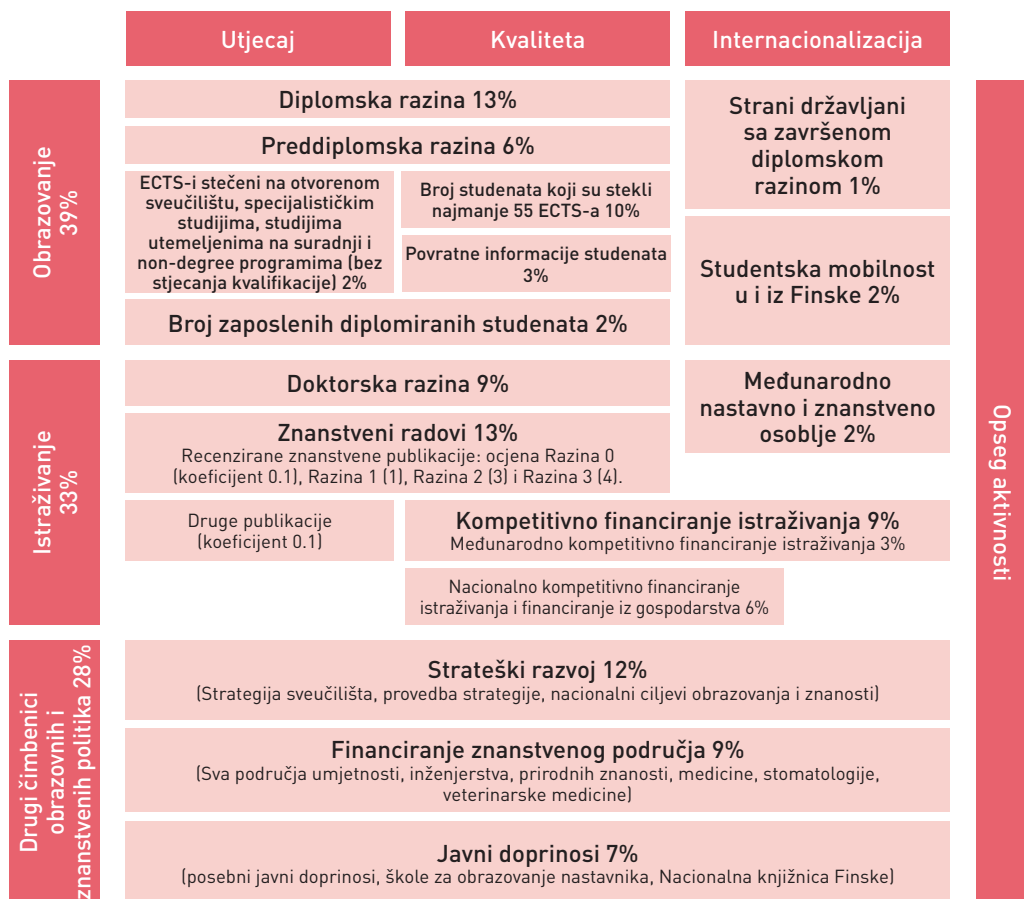 Utjecaj
Kvaliteta
Internacionalizacija
Obrazovanje
39%
Diplomska razina 13%
Preddiplomska razina 6%
ECTS-i stečeni na otvorenom
sveučilištu, specijalističkim
studijima, studijima
utemeljenima na suradnji i
non-degree programima (bez
stjecanja kvalifikacije) 2%
Broj studenata koji su stekli
najmanje 55 ECTS-a 10%
Povratne informacije studenata
3%
Broj zaposlenih diplomiranih studenata 2%
Strani državljani
sa završenom
diplomskom
razinom 1%
Studentska mobilnost
u i iz Finske 2%
Istraživanje
33%
Doktorska razina 9%
Znanstveni radovi 13%
Recenzirane znanstvene publikacije: ocjena Razina 0
(koeficijent 0.1), Razina 1 (1), Razina 2 (3) i Razina 3 (4).
Međunarodno
nastavno i znanstveno
osoblje 2%
Druge publikacije
(koeficijent 0.1)
Kompetitivno financiranje istraživanja 9%
Međunarodno kompetitivno financiranje istraživanja 3%
Nacionalno kompetitivno financiranje
istraživanja i financiranje iz gospodarstva 6%
Drugi čimbenici
obrazovnih i
znanstvenih politika 28%
Strateški razvoj 12%
(Strategija sveučilišta, provedba strategije, nacionalni ciljevi obrazovanja i znanosti)
Financiranje znanstvenog područja 9%
(Sva područja umjetnosti, inženjerstva, prirodnih znanosti, medicine, stomatologije,
veterinarske medicine)
Javni doprinosi 7%
(posebni javni doprinosi, škole za obrazovanje nastavnika, Nacionalna knjižnica Finske)
Opseg aktivnosti